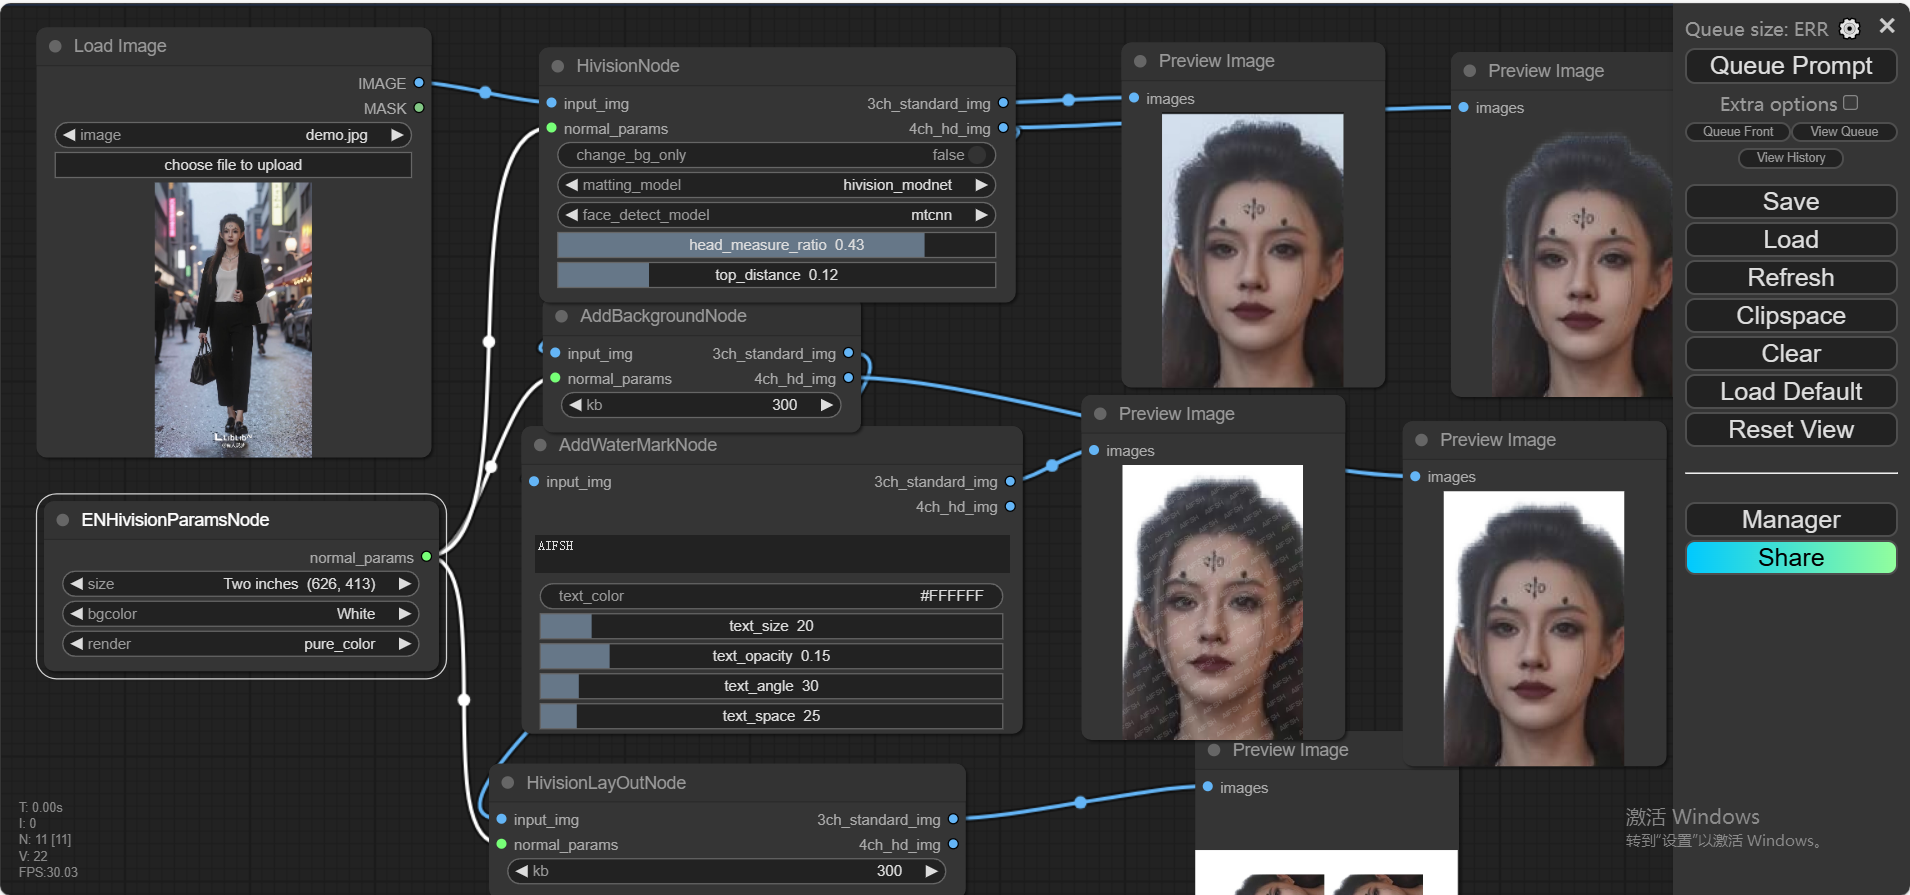 Load Image
IMAGE
MASK
image demo.jpg
choose file to upload
LibLib
ENHivisionParamsNode
normal_params
size Two inches (626, 413)
bgcolor White
render pure_color
T: 0.00s
I: 0
N: 11 [11]
V: 22
FPS:30.03
HivisionNode
input_img 3ch_standard_img
normal_params 4ch_hd_img
change_bg_only false
matting_model hivision_modnet
face_detect_model mtcnn
head_measure_ratio 0.43
top_distance 0.12
AddBackgroundNode
input_img 3ch_standard_img
normal_params 4ch_hd_img
kb 300
AddWaterMarkNode
input_img 3ch_standard_img
4ch_hd_img
AIFSH
text_color #FFFFFF
text_size 20
text_opacity 0.15
text_angle 30
text_space 25
HivisionLayOutNode
input_img 3ch_standard_img
normal_params 4ch_hd_img
kb 300
Preview Image
images
Preview Image
images
Preview Image
images
AIFSH
Preview Image
images
Preview Image
images
Queue size: ERR
Queue Prompt
Extra options
Queue Front View Queue
View History
Save
Load
Refresh
Clipspace
Clear
Load Default
Reset View
Manager
Share
激活 Windows
转到"设置"以激活 Windows。